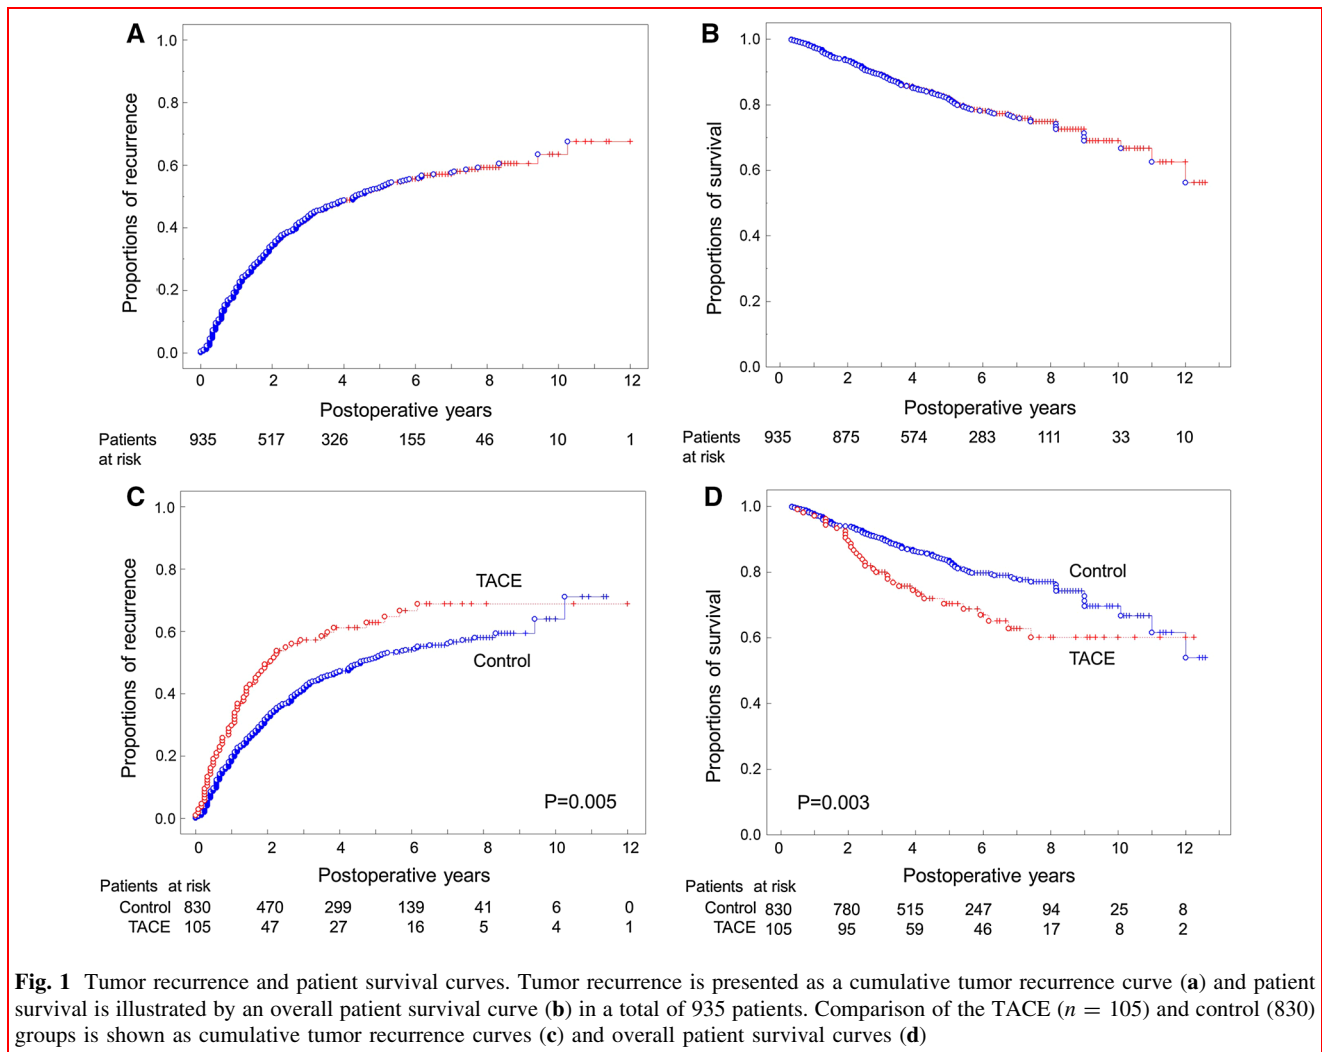 A
1.0
0.8
0.6
0.4
0.2
0.0
Proportions of recurrence
0 2 4 6 8 10 12
Postoperative years
Patients at risk 935 517 326 155 46 10 1
B
1.0
0.8
0.6
0.4
0.2
0.0
Proportions of survival
0 2 4 6 8 10 12
Postoperative years
Patients at risk 935 875 574 283 111 33 10
C
1.0
0.8
0.6
0.4
0.2
0.0
Proportions of recurrence
TACE
Control
P=0.005
0 2 4 6 8 10 12
Postoperative years
Patients at risk
Control 830 470 299 139 41 6 0
TACE 105 47 27 16 5 4 1
D
1.0
0.8
0.6
0.4
0.2
0.0
Proportions of survival
Control
TACE
P=0.003
0 2 4 6 8 10 12
Postoperative years
Patients at risk
Control 830 780 515 247 94 25 8
TACE 105 95 59 46 17 8 2
Fig. 1 Tumor recurrence and patient survival curves. Tumor recurrence is presented as a cumulative tumor recurrence curve (a) and patient
survival is illustrated by an overall patient survival curve (b) in a total of 935 patients. Comparison of the TACE (n = 105) and control (830)
groups is shown as cumulative tumor recurrence curves (c) and overall patient survival curves (d)